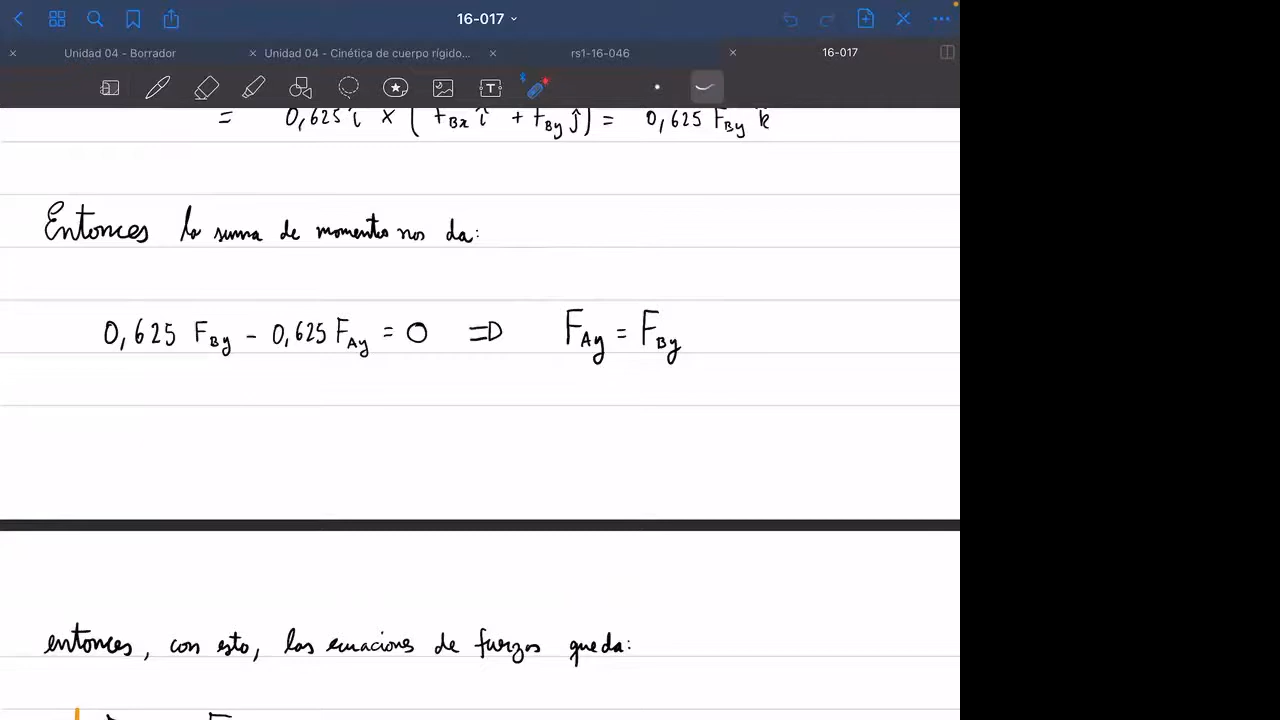 16-017
Unidad 04 - Borrador
Unidad 04 - Cinética de cuerpo rígido...
rs1-16-046
16-017
= 0,625 î × ( F_Bx î + F_By ĵ ) = 0,625 F_By k̂
Entonces la suma de momentos nos da:
0,625 F_By - 0,625 F_Ay = 0 ⇒ F_Ay = F_By
entonces, con esto, las ecuaciones de fuerzas queda: